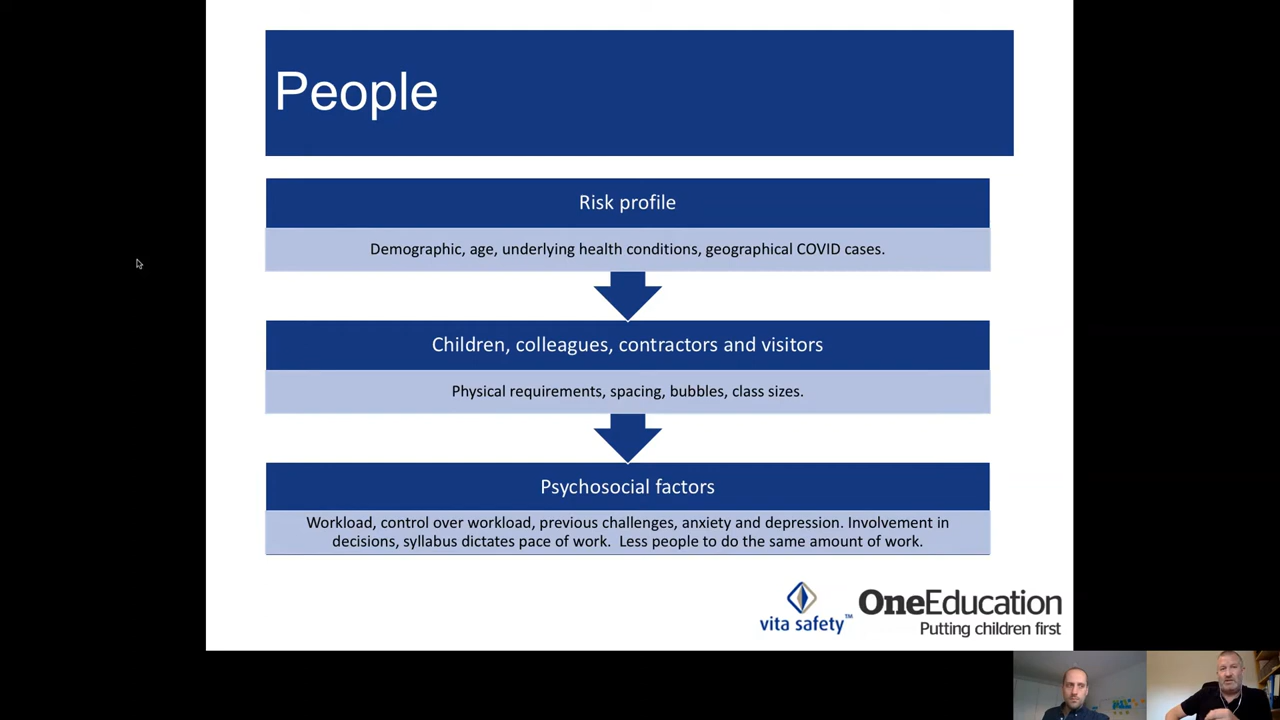 People
Risk profile
Demographic, age, underlying health conditions, geographical COVID cases.
Children, colleagues, contractors and visitors
Physical requirements, spacing, bubbles, class sizes.
Psychosocial factors
Workload, control over workload, previous challenges, anxiety and depression. Involvement in
decisions, syllabus dictates pace of work.  Less people to do the same amount of work.
vita safety™
OneEducation
Putting children first